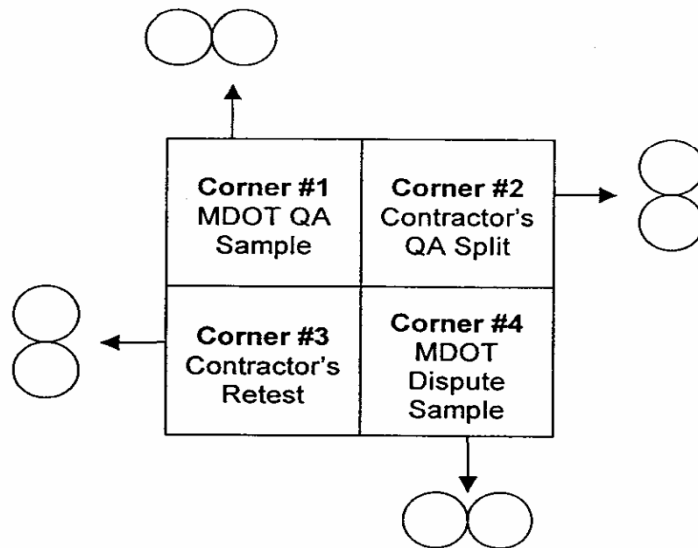 Corner #1
MDOT QA
Sample
Corner #2
Contractor's
QA Split
Corner #3
Contractor's
Retest
Corner #4
MDOT
Dispute
Sample